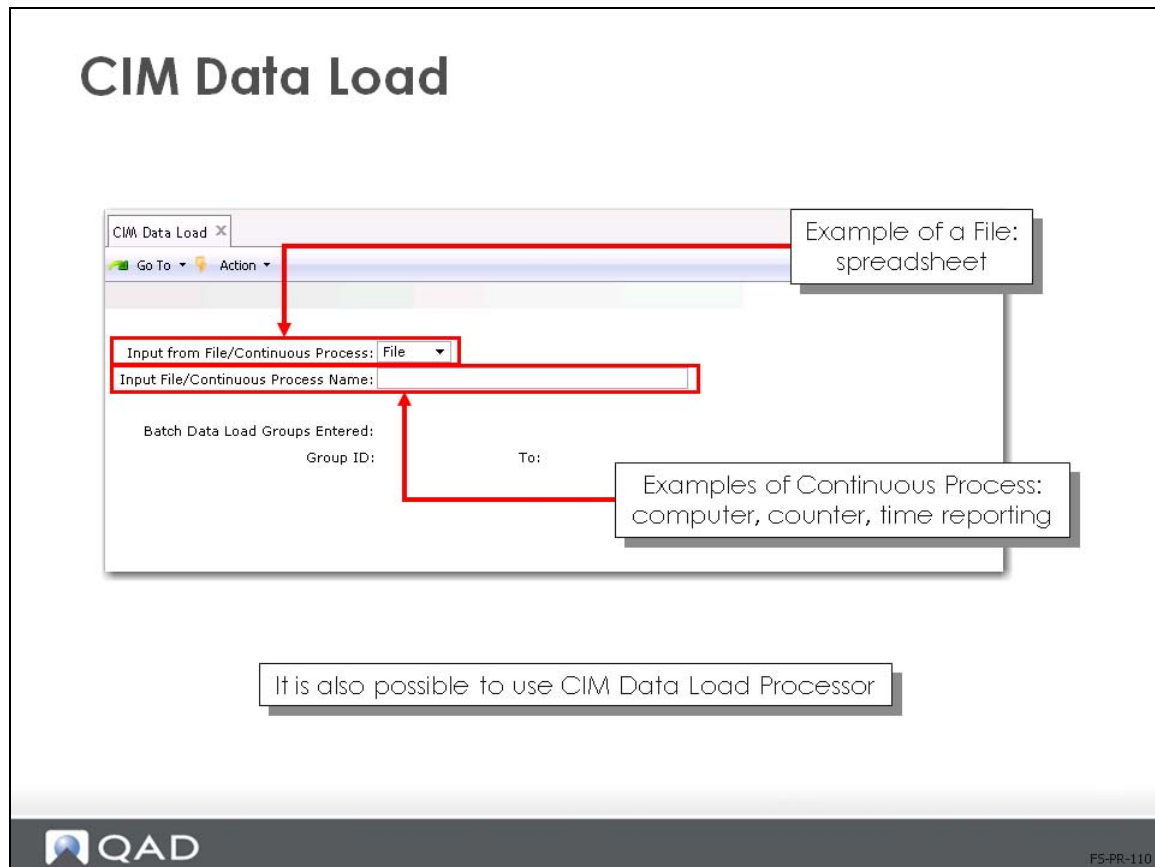 CIM Data Load
CIM Data Load
Go To
Action
Example of a File:
spreadsheet
Input from File/Continuous Process: File
Input File/Continuous Process Name:
Batch Data Load Groups Entered:
Group ID: To:
Examples of Continuous Process:
computer, counter, time reporting
It is also possible to use CIM Data Load Processor
QAD
FS-PR-110